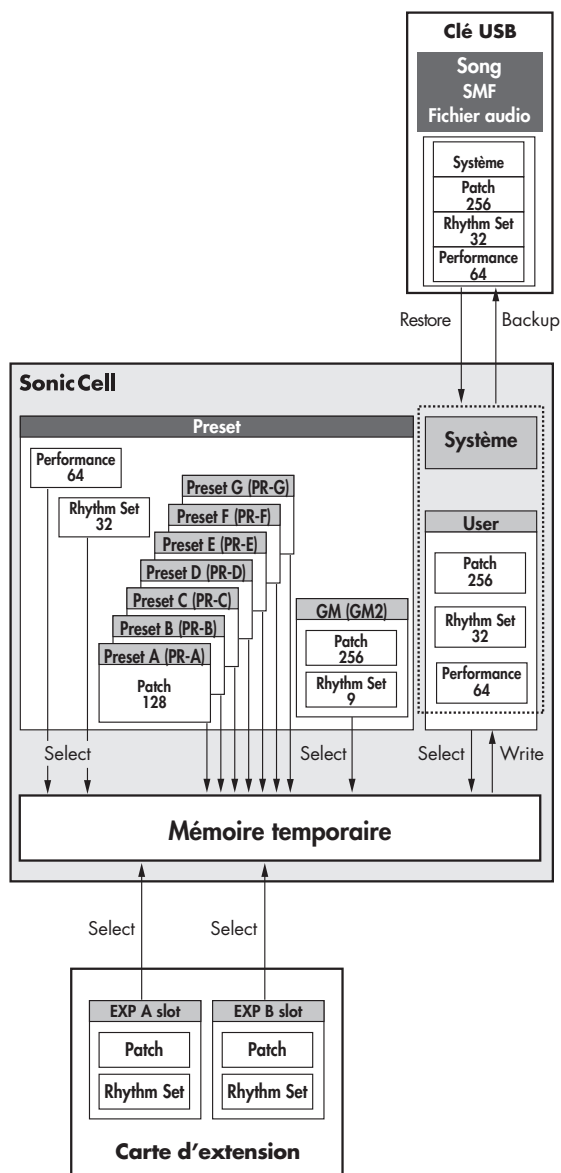 Clé USB
Song
SMF
Fichier audio
Système
Patch
256
Rhythm Set
32
Performance
64
Restore
Backup
SonicCell
Preset
Performance
64
Rhythm Set
32
Preset G (PR-G)
Preset F (PR-F)
Preset E (PR-E)
Preset D (PR-D)
Preset C (PR-C)
Preset B (PR-B)
Preset A (PR-A)
Patch
128
GM (GM2)
Patch
256
Rhythm Set
9
Système
User
Patch
256
Rhythm Set
32
Performance
64
Select
Select
Select
Write
Mémoire temporaire
Select
Select
EXP A slot
Patch
Rhythm Set
EXP B slot
Patch
Rhythm Set
Carte d’extension